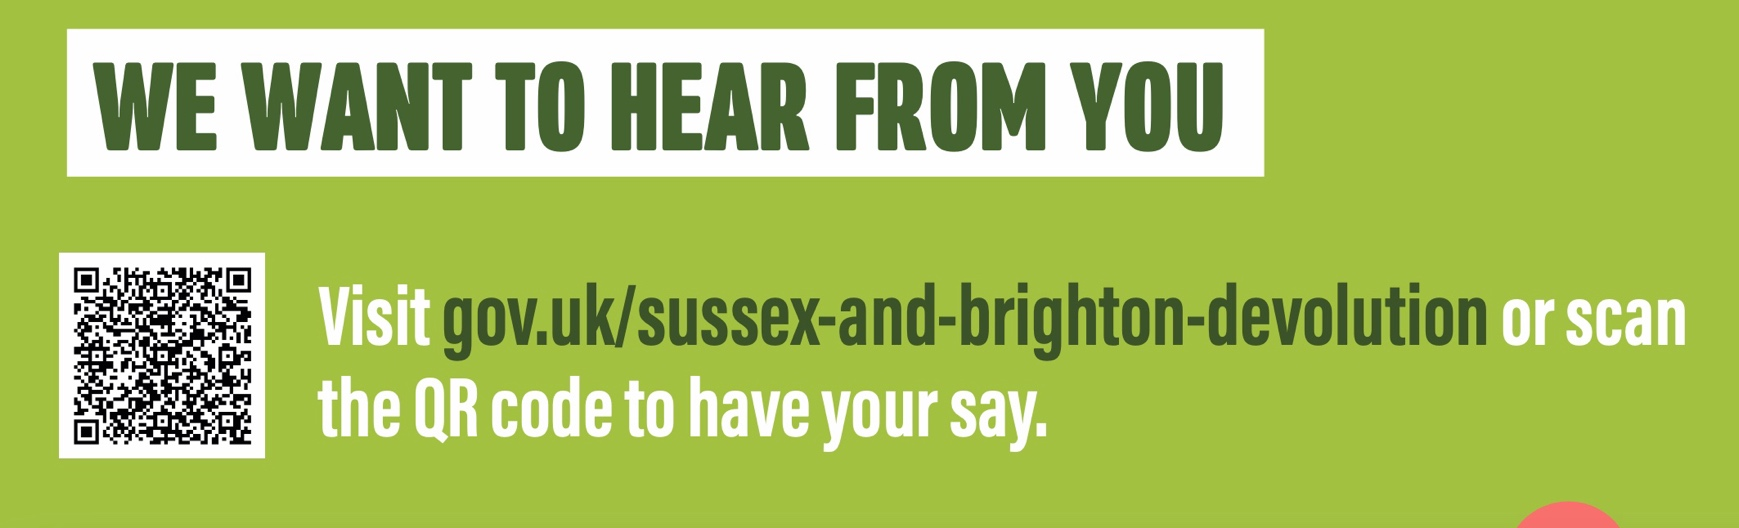 WE WANT TO HEAR FROM YOU
Visit gov.uk/sussex-and-brighton-devolution or scan
the QR code to have your say.